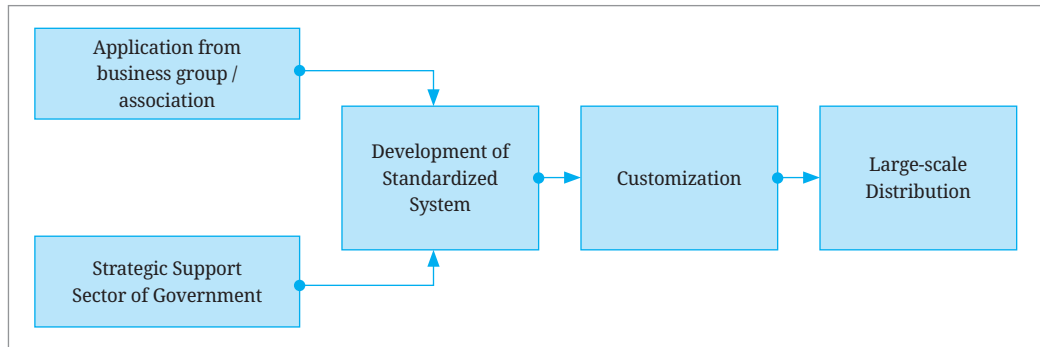 Application from
business group /
association
Strategic Support
Sector of Government
Development of
Standardized
System
Customization
Large-scale
Distribution